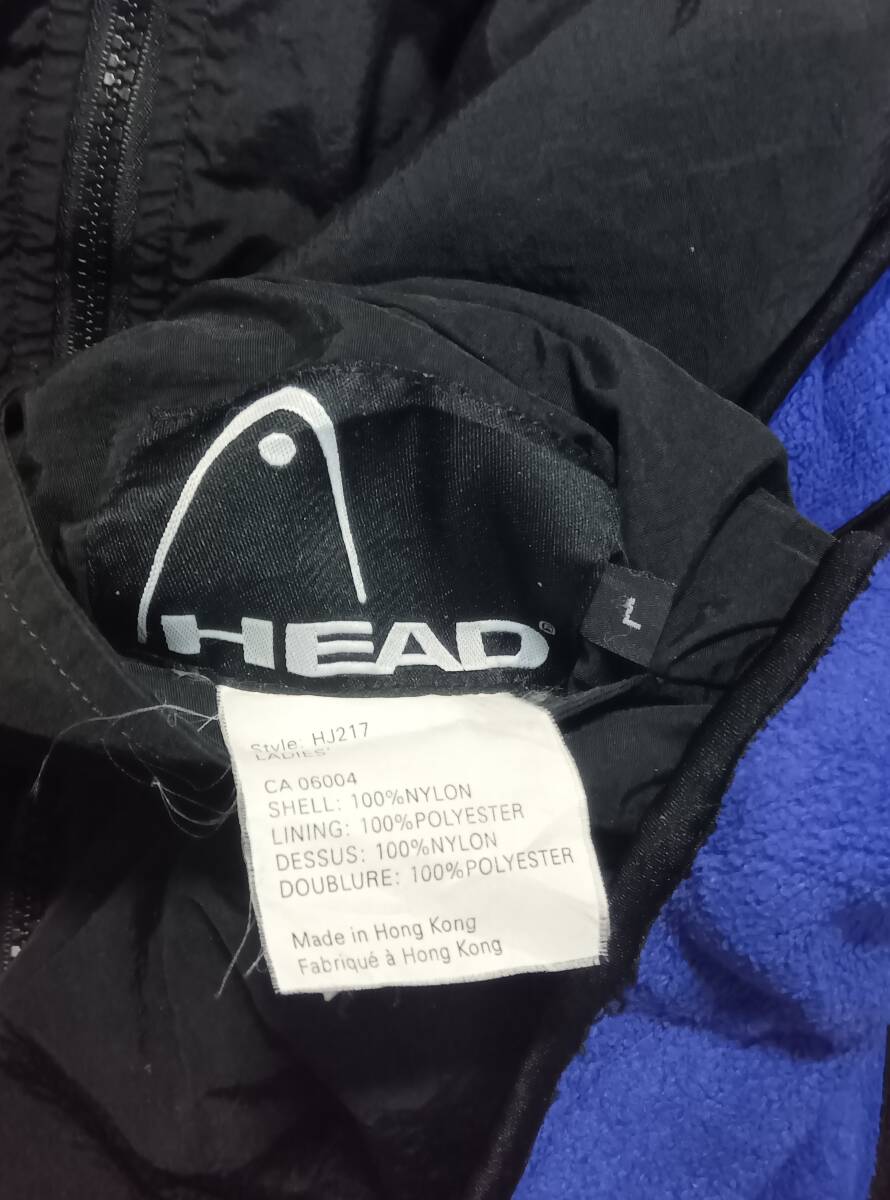 HEAD®
L
Style: HJ217
LADIES'
CA 06004
SHELL: 100%NYLON
LINING: 100%POLYESTER
DESSUS: 100%NYLON
DOUBLURE: 100%POLYESTER
Made in Hong Kong
Fabriqué à Hong Kong